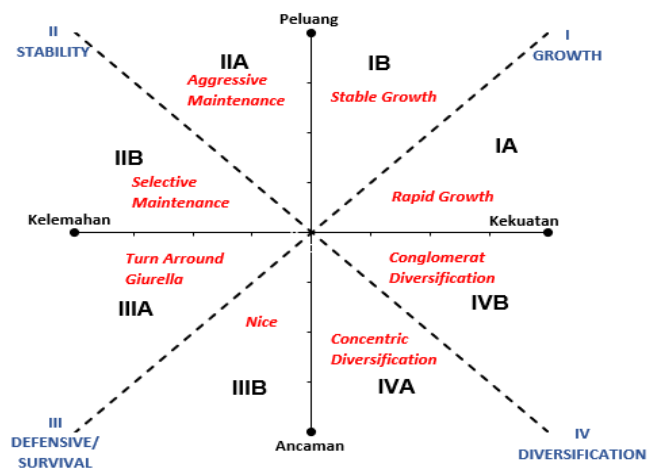 Peluang
II
STABILITY
I
GROWTH
IIA
Aggressive
Maintenance
IB
Stable Growth
IIB
Selective
Maintenance
IA
Rapid Growth
Kelemahan
Kekuatan
Turn Arround
Giurella
IIIA
Conglomerat
Diversification
IVB
Nice
IIIB
Concentric
Diversification
IVA
III
DEFENSIVE/
SURVIVAL
Ancaman
IV
DIVERSIFICATION